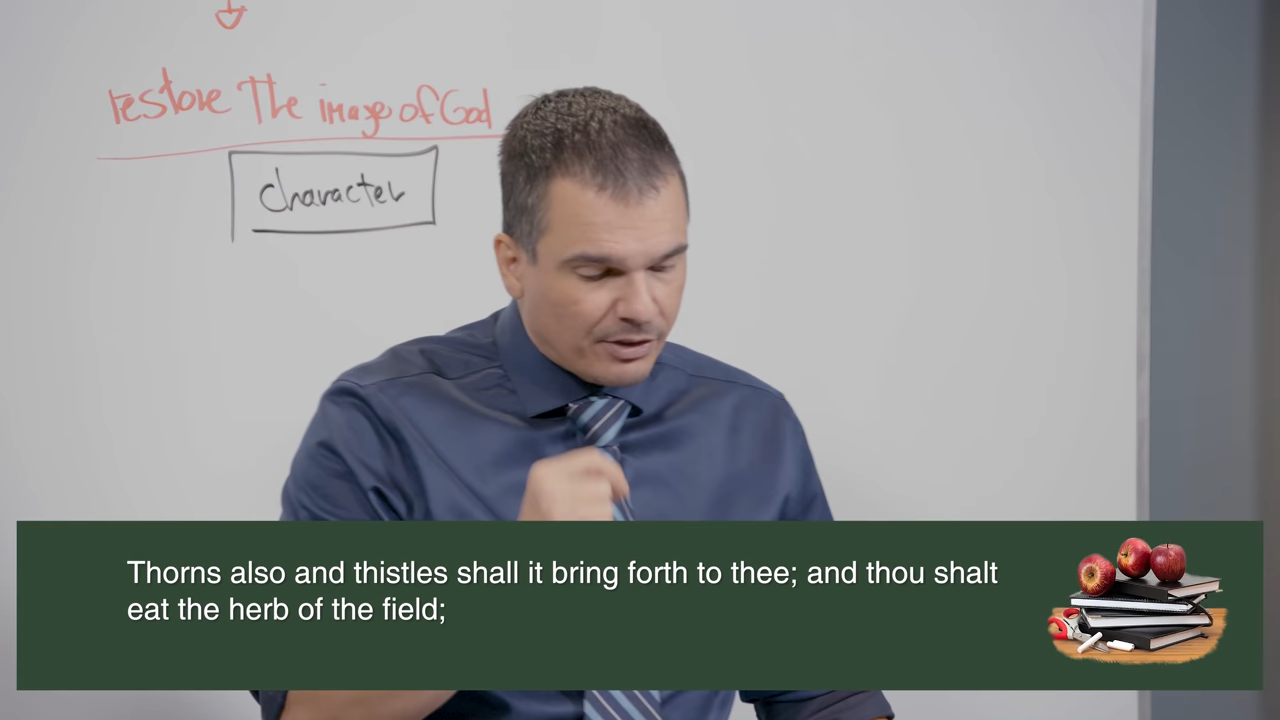 restore The image of God
character
Thorns also and thistles shall it bring forth to thee; and thou shalt
eat the herb of the field;